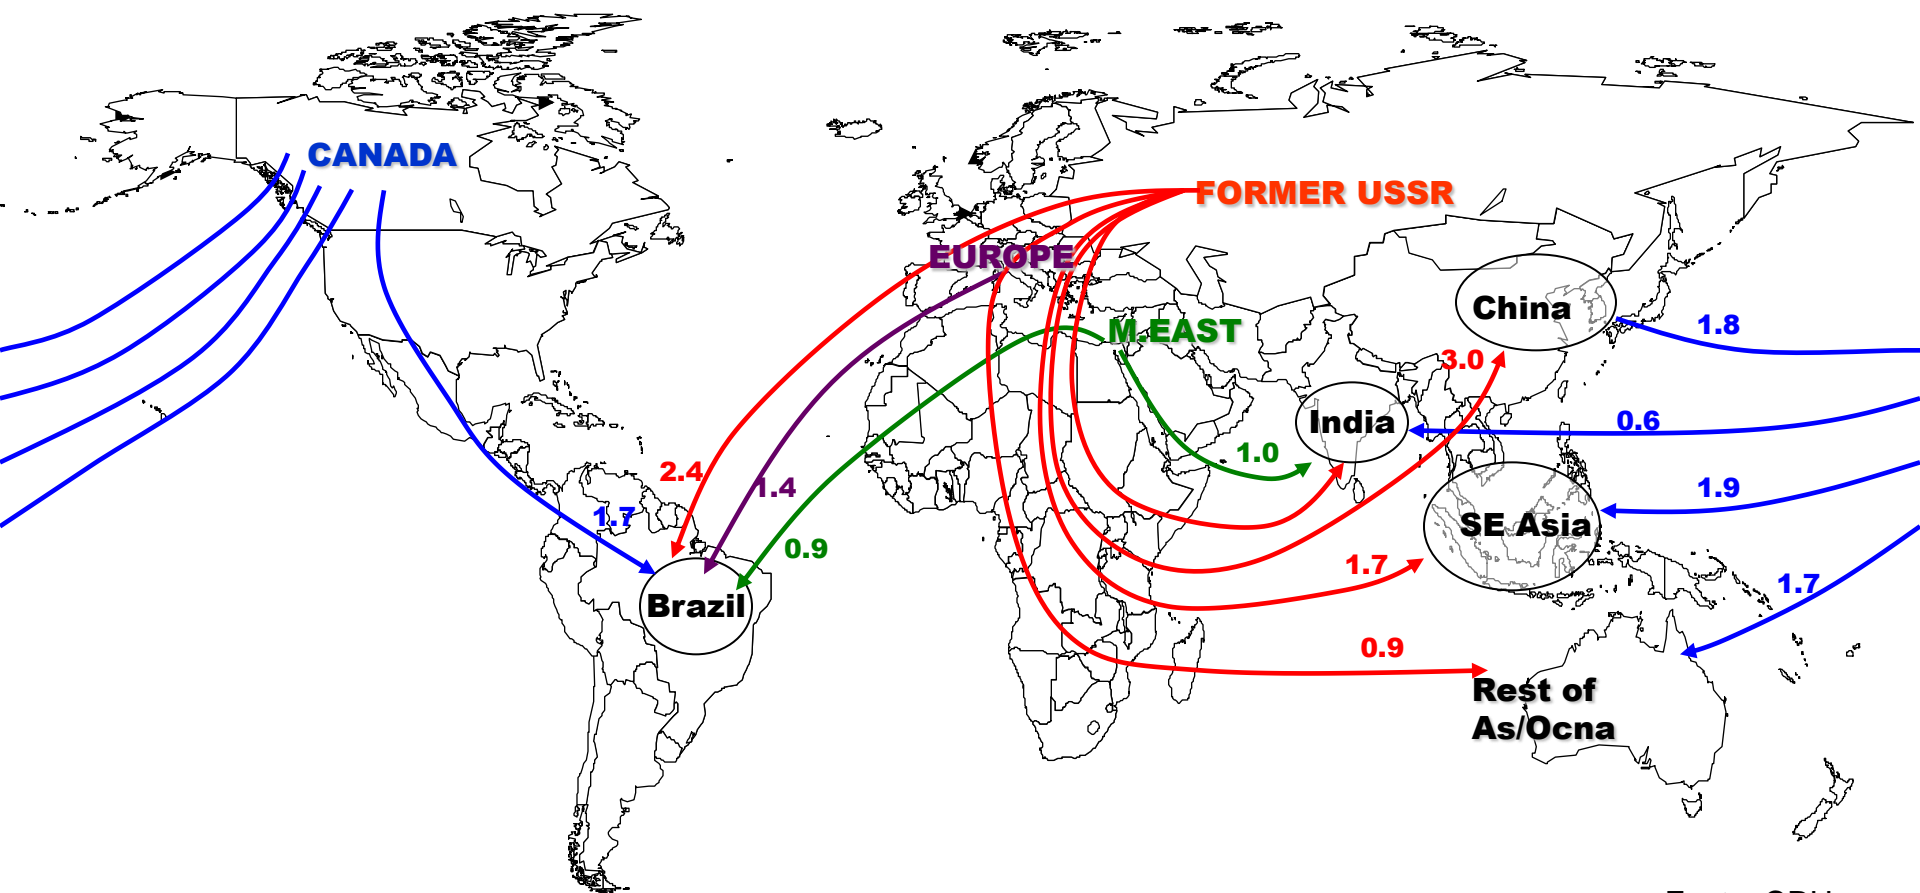 CANADA
FORMER USSR
EUROPE
China
1.8
M.EAST
3.0
India
0.6
1.0
2.4
1.4
1.9
1.7
SE Asia
0.9
1.7
1.7
Brazil
0.9
Rest of
As/Ocna